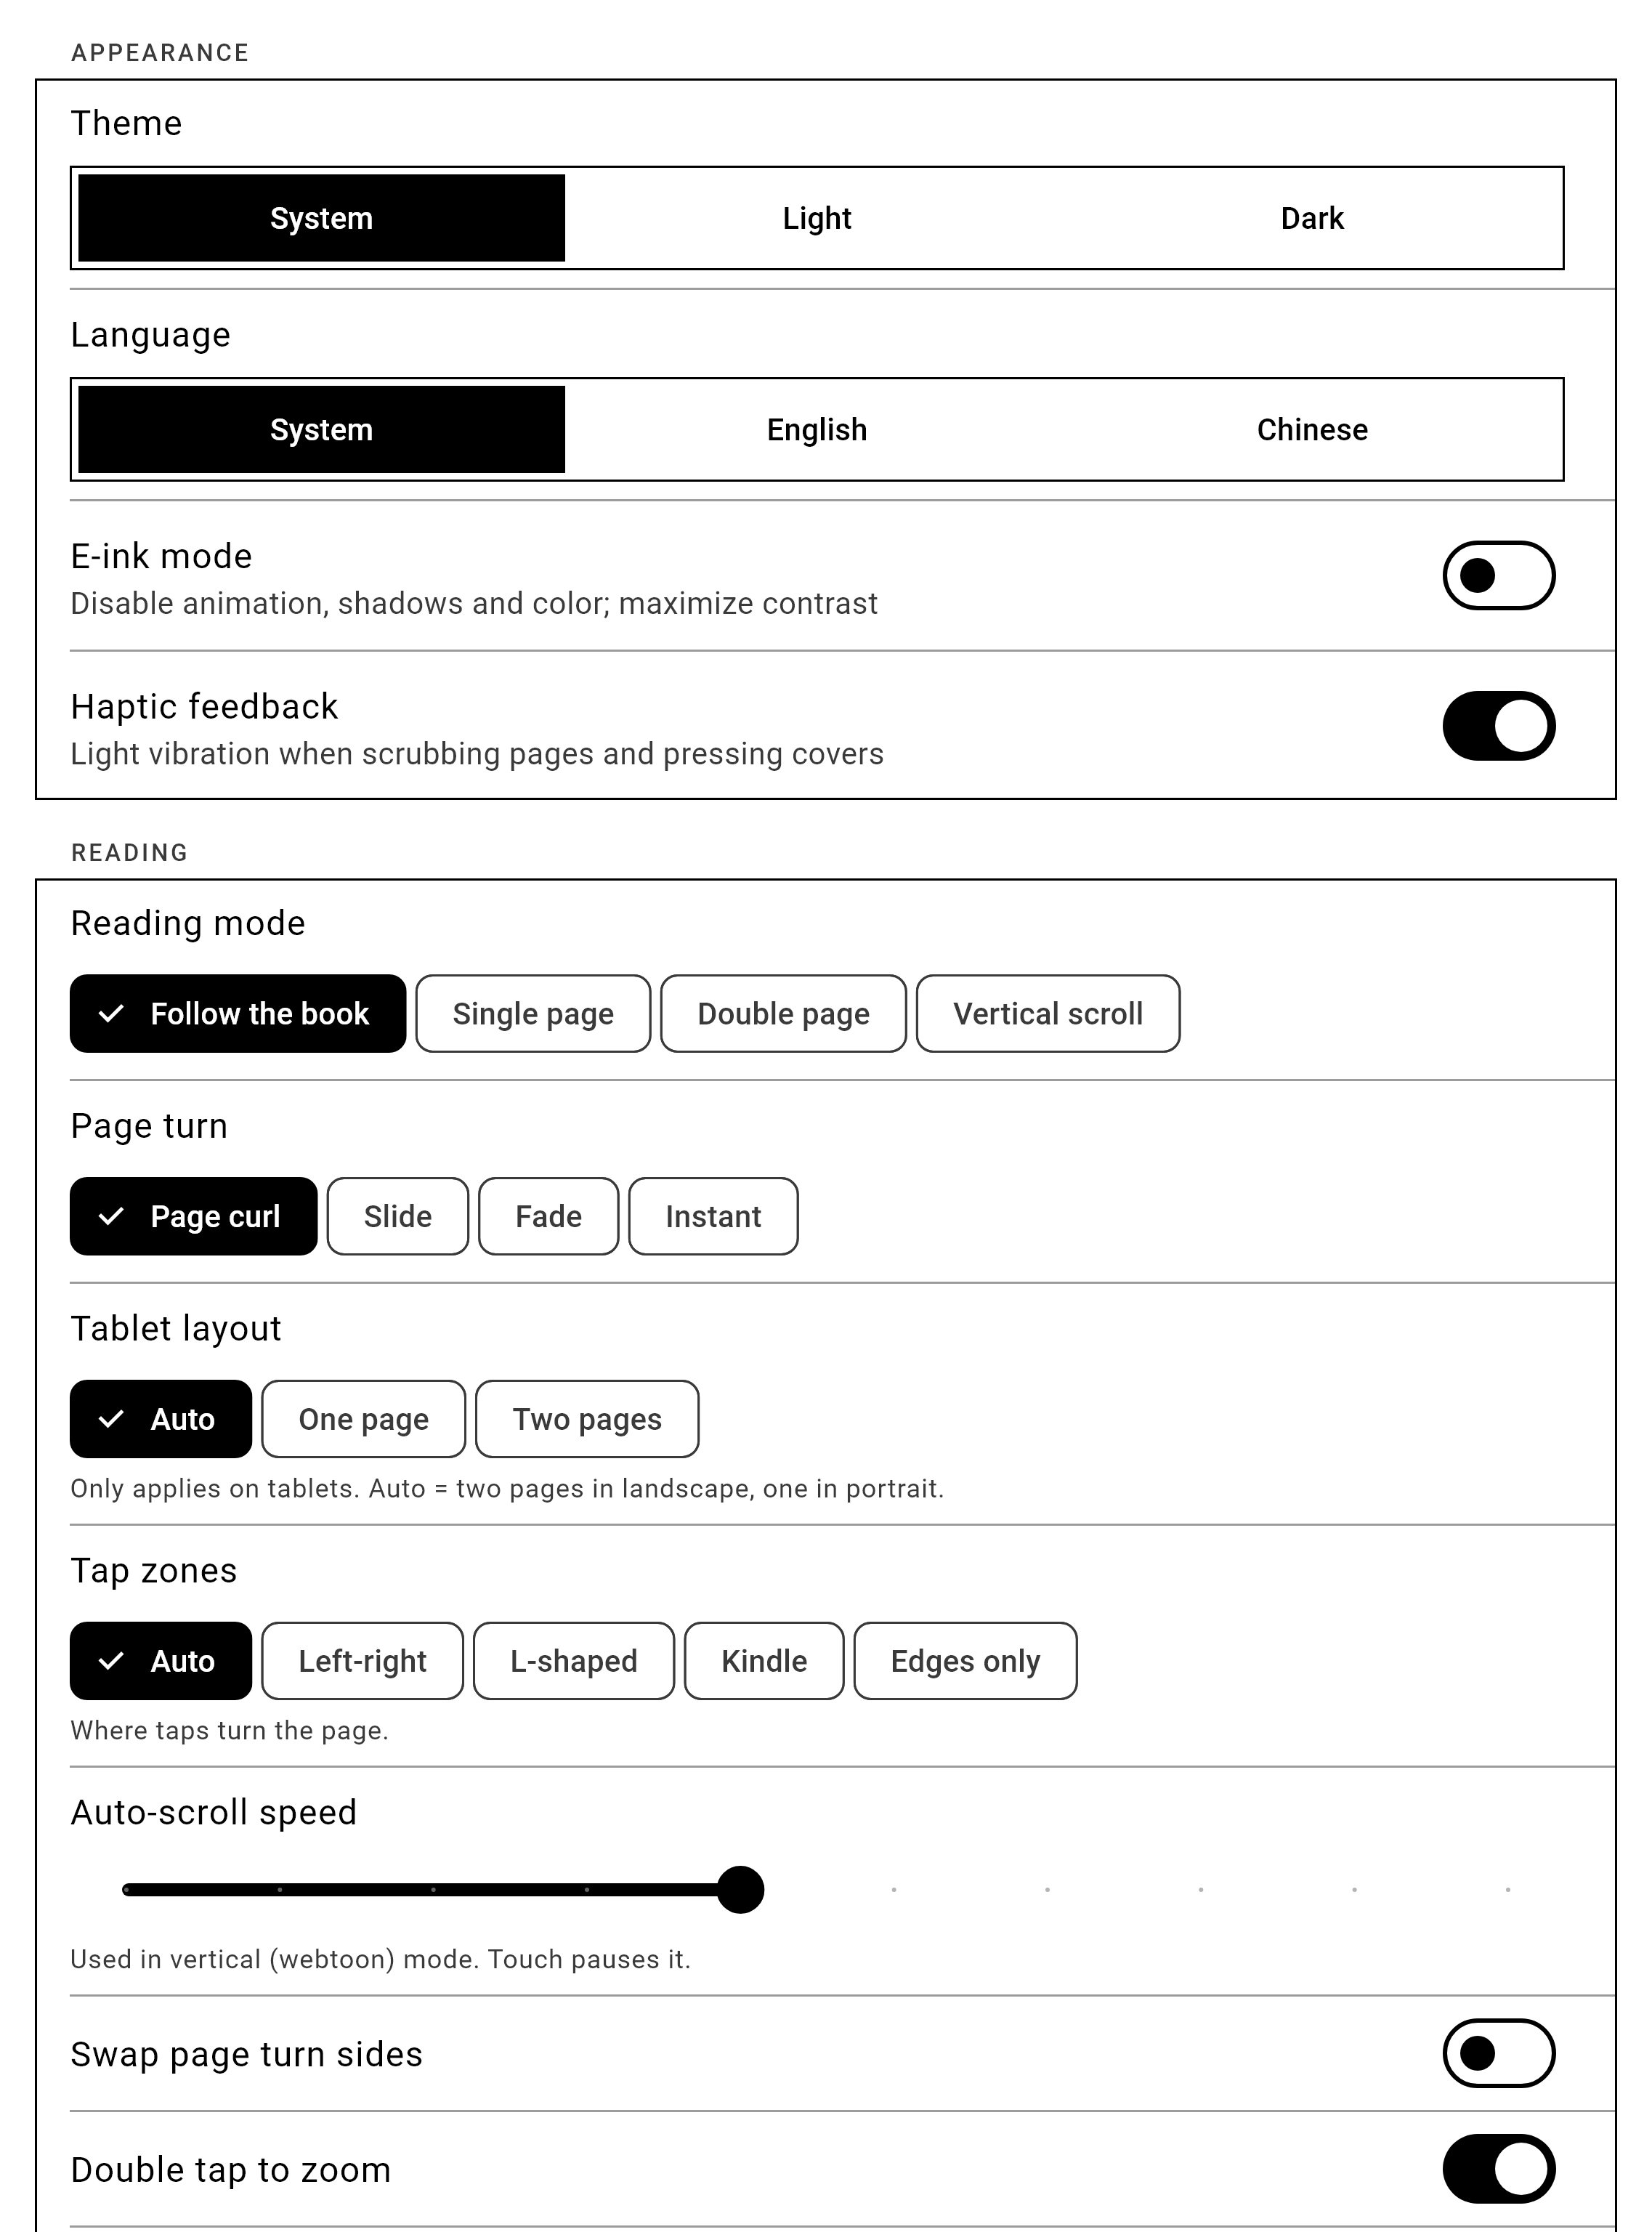 APPEARANCE
Theme
System Light Dark
Language
System English Chinese
E-ink mode
Disable animation, shadows and color; maximize contrast
Haptic feedback
Light vibration when scrubbing pages and pressing covers
READING
Reading mode
Follow the book Single page Double page Vertical scroll
Page turn
Page curl Slide Fade Instant
Tablet layout
Auto One page Two pages
Only applies on tablets. Auto = two pages in landscape, one in portrait.
Tap zones
Auto Left-right L-shaped Kindle Edges only
Where taps turn the page.
Auto-scroll speed
Used in vertical (webtoon) mode. Touch pauses it.
Swap page turn sides
Double tap to zoom